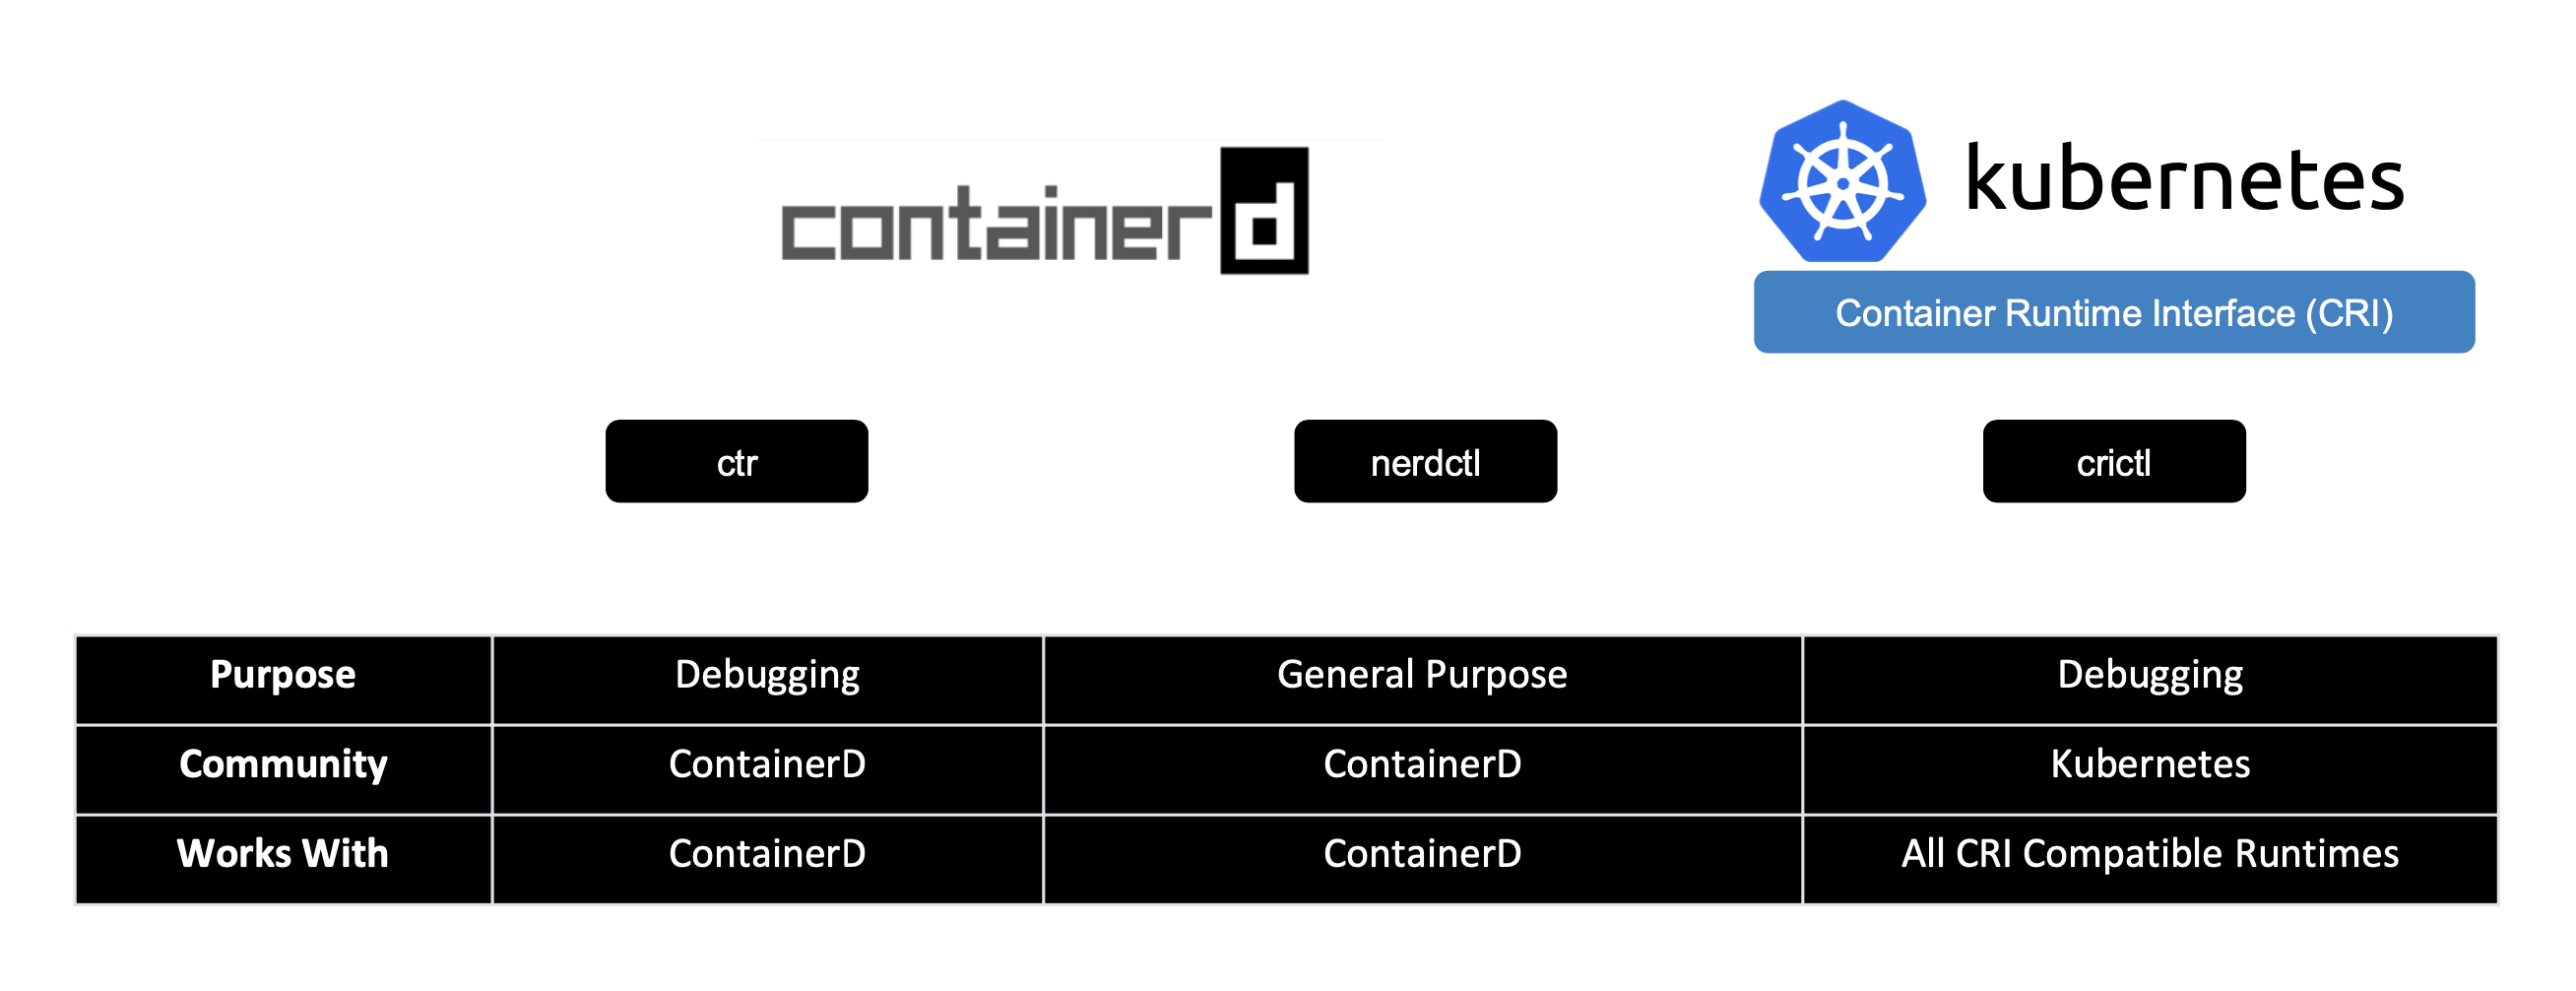 containerd
kubernetes
Container Runtime Interface (CRI)
ctr
nerdctl
crictl
Purpose Debugging General Purpose Debugging
Community ContainerD ContainerD Kubernetes
Works With ContainerD ContainerD All CRI Compatible Runtimes